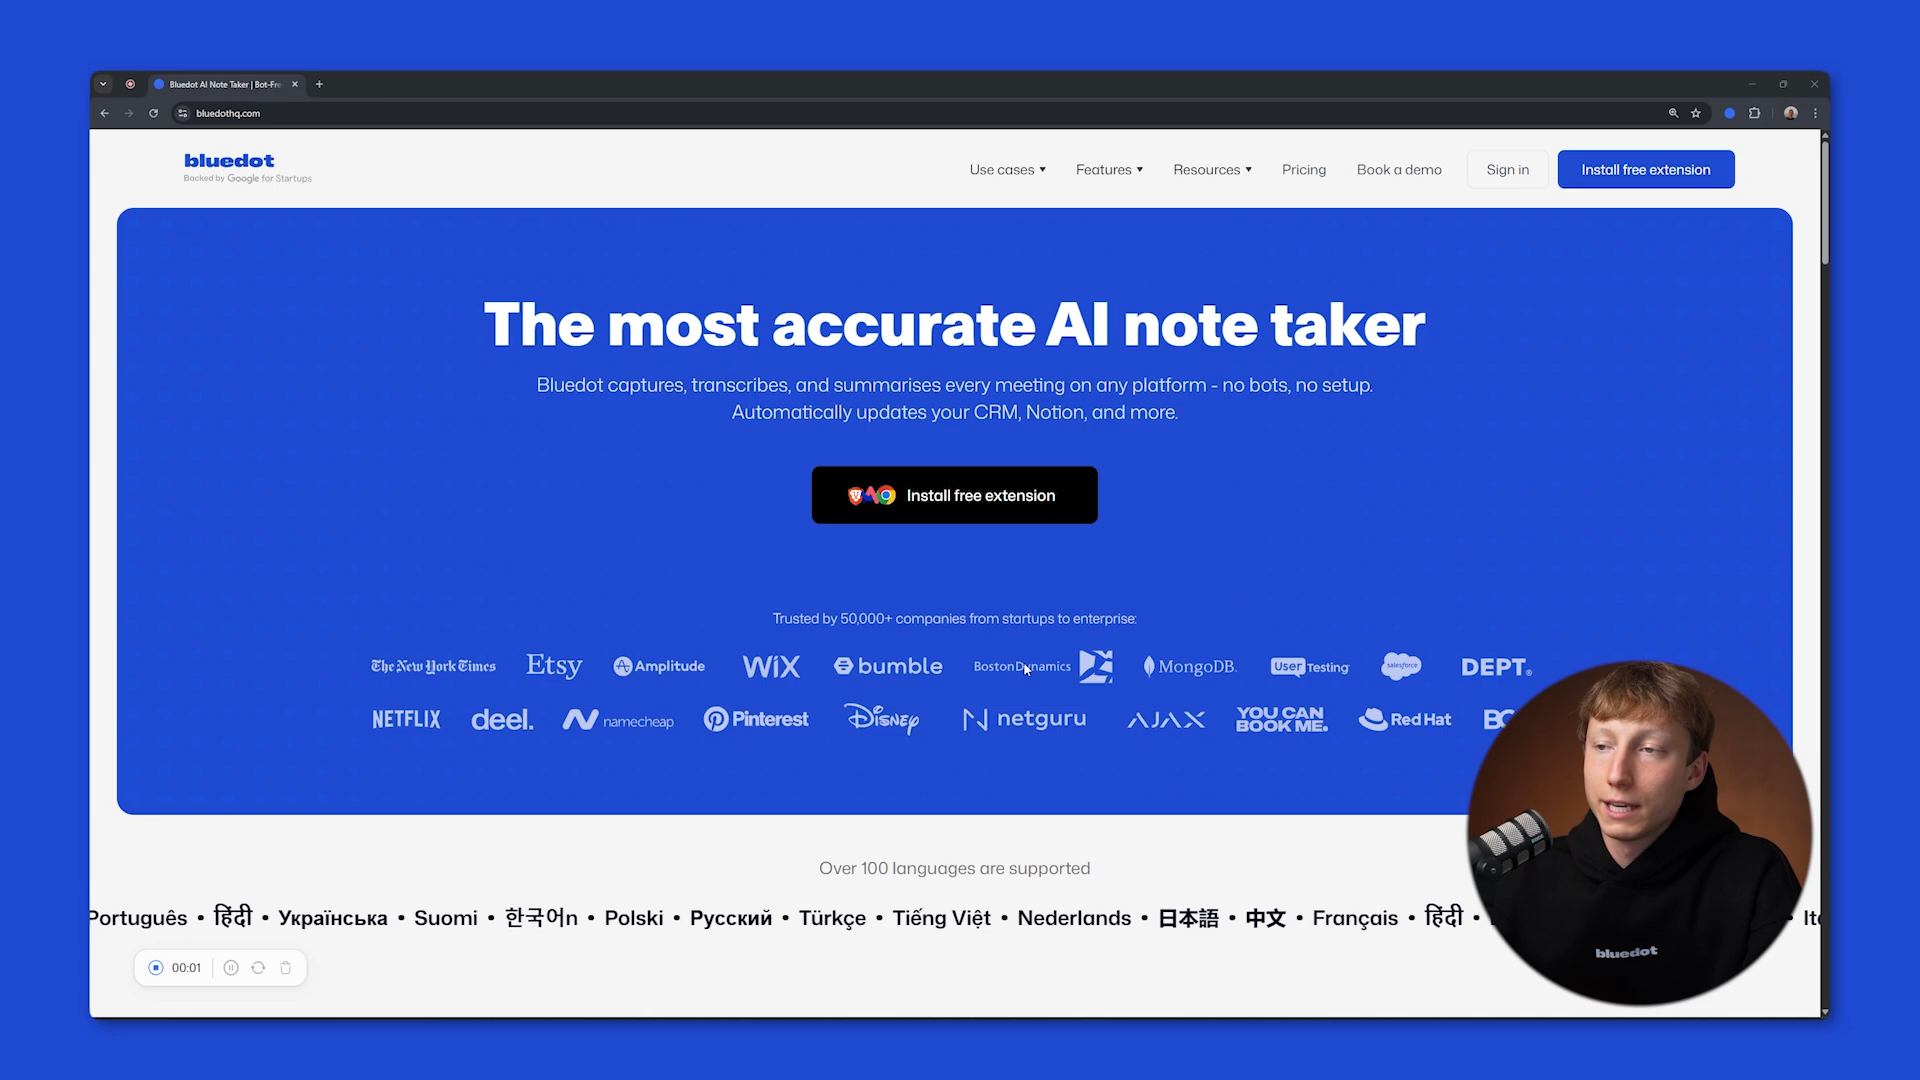 Bluedot AI Note Taker | Bot-Fre
bluedothq.com
bluedot
Backed by Google for Startups
Use cases
Features
Resources
Pricing
Book a demo
Sign in
Install free extension
The most accurate AI note taker
Bluedot captures, transcribes, and summarises every meeting on any platform - no bots, no setup.
Automatically updates your CRM, Notion, and more.
Install free extension
Trusted by 50,000+ companies from startups to enterprise:
The New York Times Etsy Amplitude WiX bumble BostonDynamics MongoDB. UserTesting salesforce DEPT.
NETFLIX deel. namecheap Pinterest Disney netguru AJAX YOU CAN BOOK ME. Red Hat
Over 100 languages are supported
Português • हिंदी • Українська • Suomi • 한국어n • Polski • Русский • Türkçe • Tiếng Việt • Nederlands • 日本語 • 中文 • Français • हिंदी •
00:01
bluedot